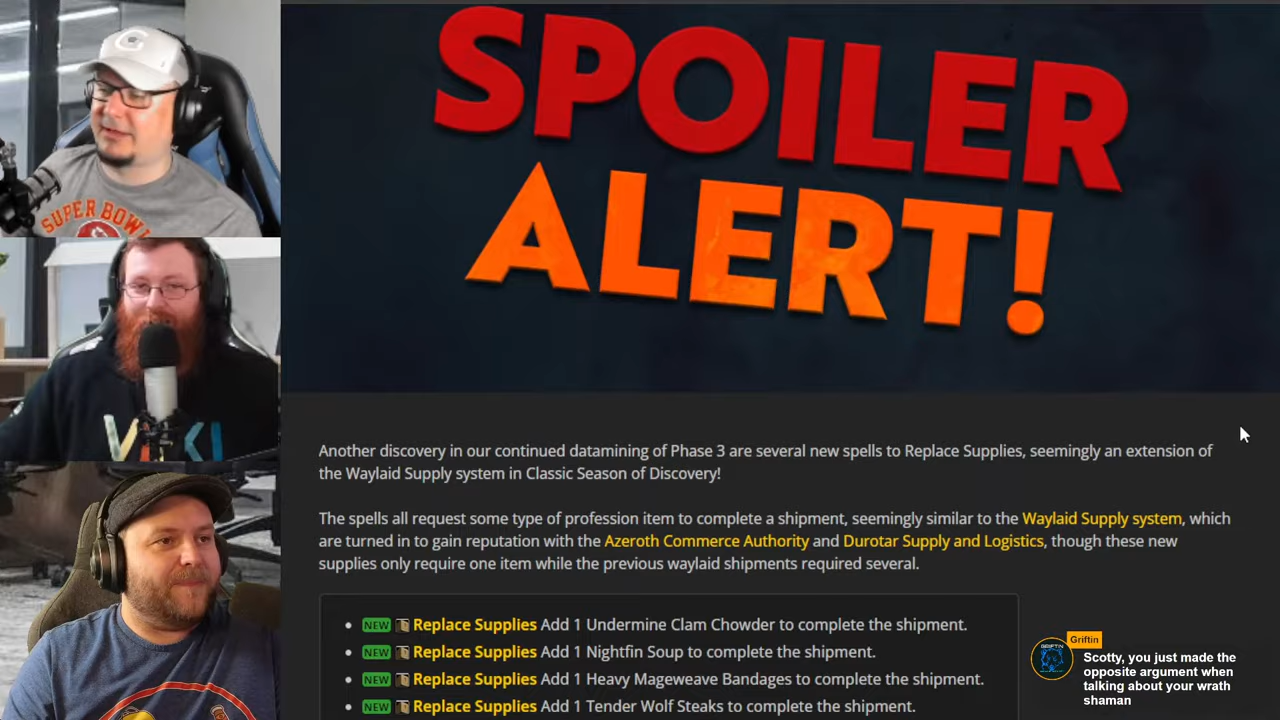 SPOILER
ALERT!
SUPER BOWL
Another discovery in our continued datamining of Phase 3 are several new spells to Replace Supplies, seemingly an extension of
the Waylaid Supply system in Classic Season of Discovery!
The spells all request some type of profession item to complete a shipment, seemingly similar to the Waylaid Supply system, which
are turned in to gain reputation with the Azeroth Commerce Authority and Durotar Supply and Logistics, though these new
supplies only require one item while the previous waylaid shipments required several.
• NEW Replace Supplies Add 1 Undermine Clam Chowder to complete the shipment.
• NEW Replace Supplies Add 1 Nightfin Soup to complete the shipment.
• NEW Replace Supplies Add 1 Heavy Mageweave Bandages to complete the shipment.
• NEW Replace Supplies Add 1 Tender Wolf Steaks to complete the shipment.
Griftin
GRIFTIN
Scotty, you just made the
opposite argument when
talking about your wrath
shaman